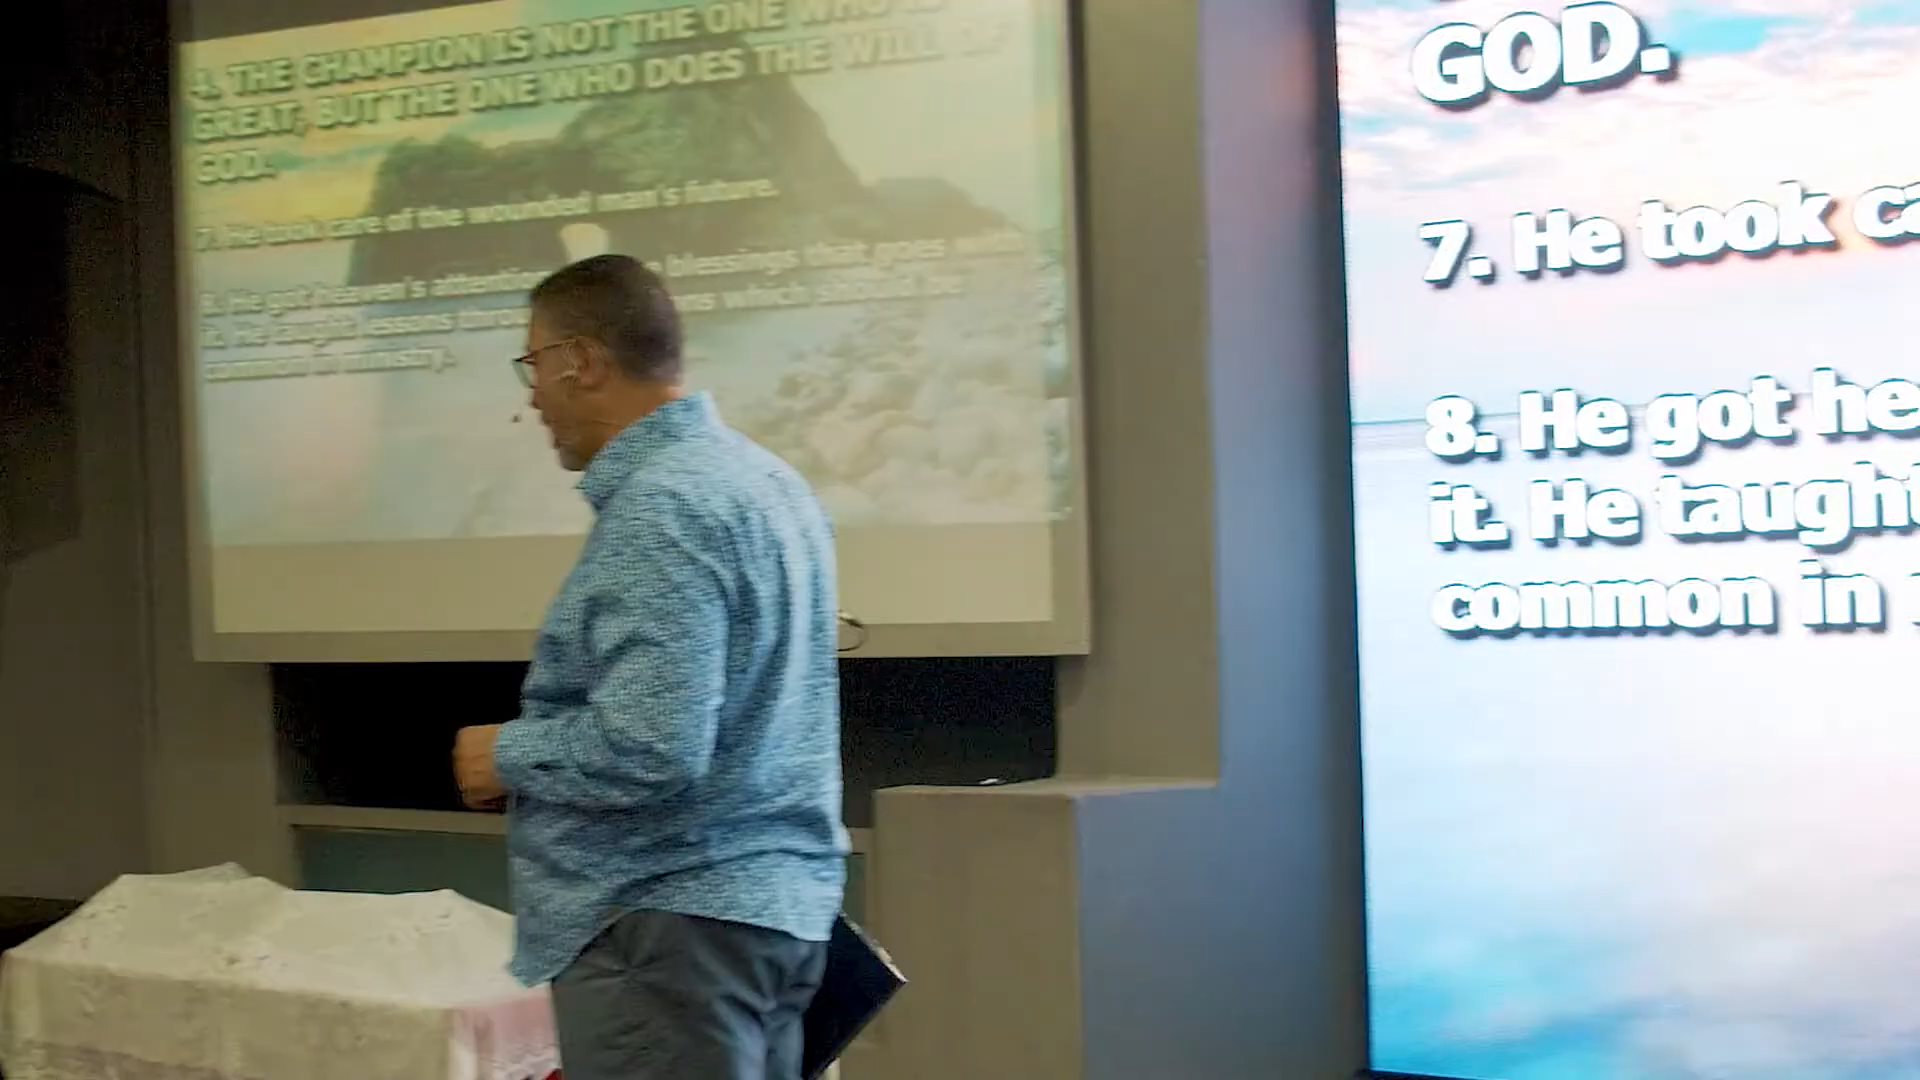 4. THE CHAMPION IS NOT THE ONE WHO IS
GREAT, BUT THE ONE WHO DOES THE WILL OF
GOD.
7. He took care of the wounded man's future.
8. He got heaven's attention blessings that goes with
it. He taught lessons which should be
common in ministry.
GOD.
7. He took
8. He got
it. He taught
common in